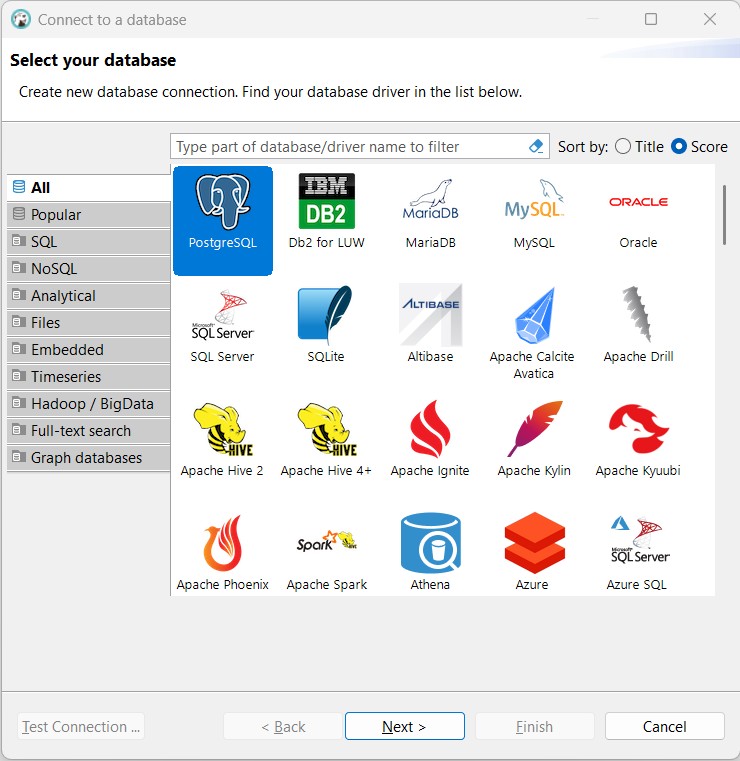 Connect to a database
Select your database
Create new database connection. Find your database driver in the list below.
Type part of database/driver name to filter
Sort by: Title Score
All
Popular
SQL
NoSQL
Analytical
Files
Embedded
Timeseries
Hadoop / BigData
Full-text search
Graph databases
IBM
DB2
MariaDB
MySQL
ORACLE
PostgreSQL
Db2 for LUW
MariaDB
MySQL
Oracle
Microsoft
SQL Server
ALTIBASE
SQL Server
SQLite
Altibase
Apache Calcite
Avatica
Apache Drill
HIVE
HIVE
Apache Hive 2
Apache Hive 4+
Apache Ignite
Apache Kylin
Apache Kyuubi
Spark
HIVE
Microsoft
SQL Server
Apache Phoenix
Apache Spark
Athena
Azure
Azure SQL
Test Connection ...
< Back
Next >
Finish
Cancel